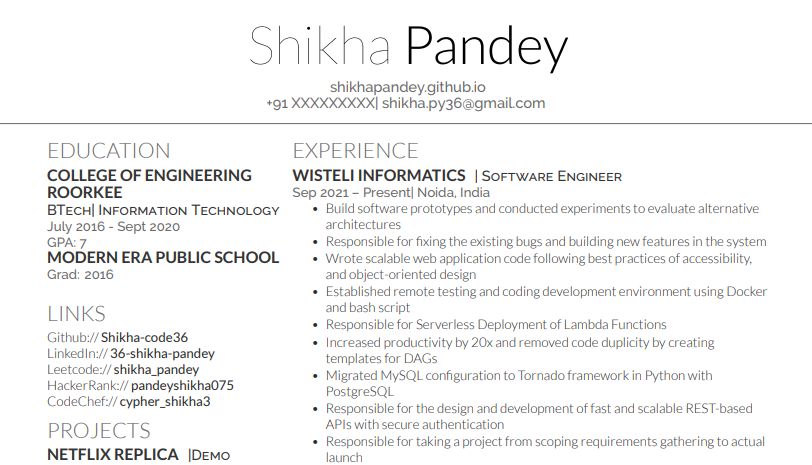 Shikha Pandey
shikhapandey.github.io
+91 XXXXXXXXX| shikha.py36@gmail.com
EDUCATION
COLLEGE OF ENGINEERING
ROORKEE
BTECH| INFORMATION TECHNOLOGY
July 2016 - Sept 2020
GPA: 7
MODERN ERA PUBLIC SCHOOL
Grad: 2016
LINKS
Github:// Shikha-code36
LinkedIn:// 36-shikha-pandey
Leetcode:// shikha_pandey
HackerRank:// pandeyshikha075
CodeChef:// cypher_shikha3
PROJECTS
NETFLIX REPLICA |DEMO
EXPERIENCE
WISTELI INFORMATICS | SOFTWARE ENGINEER
Sep 2021 – Present| Noida, India
• Build software prototypes and conducted experiments to evaluate alternative
architectures
• Responsible for fixing the existing bugs and building new features in the system
• Wrote scalable web application code following best practices of accessibility,
and object-oriented design
• Established remote testing and coding development environment using Docker
and bash script
• Responsible for Serverless Deployment of Lambda Functions
• Increased productivity by 20x and removed code duplicity by creating
templates for DAGs
• Migrated MySQL configuration to Tornado framework in Python with
PostgreSQL
• Responsible for the design and development of fast and scalable REST-based
APIs with secure authentication
• Responsible for taking a project from scoping requirements gathering to actual
launch